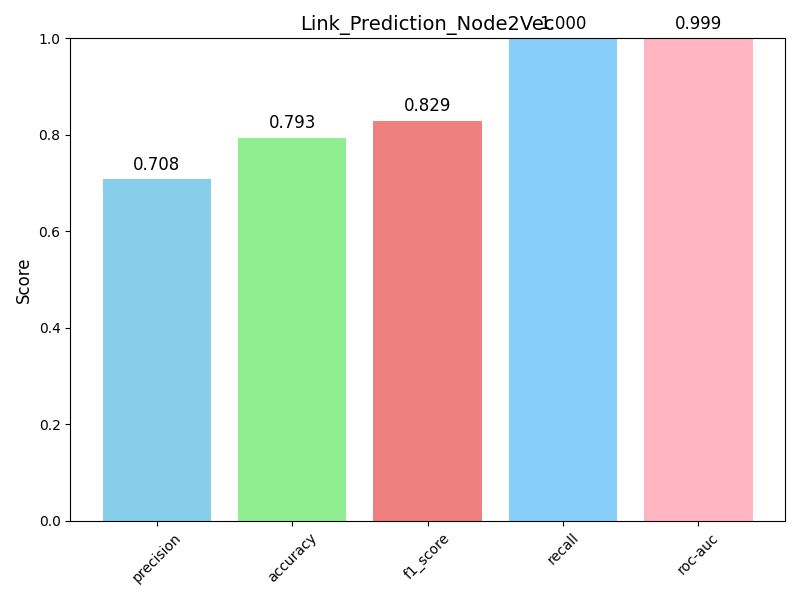 Link_Prediction_Node2Vec
1.000
0.999
0.829
0.793
0.708
1.0
0.8
0.6
0.4
0.2
0.0
Score
precision
accuracy
f1_score
recall
roc-auc